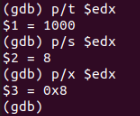 (gdb) p/t $edx
$1 = 1000
(gdb) p/s $edx
$2 = 8
(gdb) p/x $edx
$3 = 0x8
(gdb)